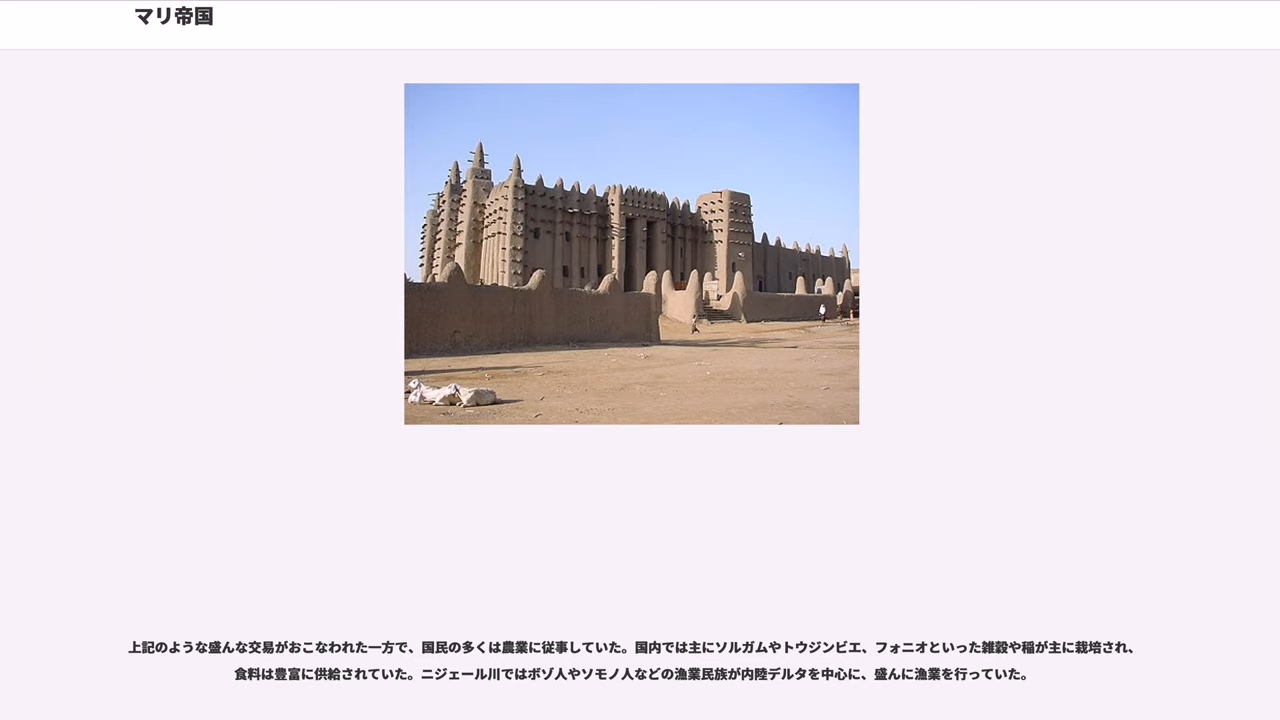 マリ帝国
上記のような盛んな交易がおこなわれた一方で、国民の多くは農業に従事していた。国内では主にソルガムやトウジンビエ、フォニオといった雑穀や稲が主に栽培され、
食料は豊富に供給されていた。ニジェール川ではボゾ人やソモノ人などの漁業民族が内陸デルタを中心に、盛んに漁業を行っていた。